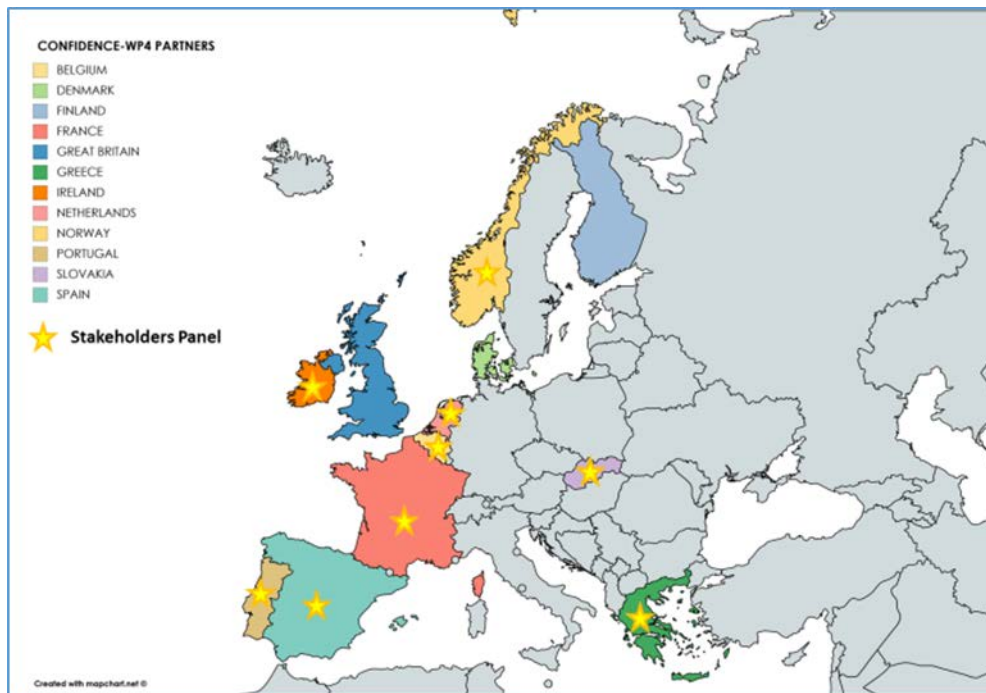 CONFIDENCE-WP4 PARTNERS
BELGIUM
DENMARK
FINLAND
FRANCE
GREAT BRITAIN
GREECE
IRELAND
NETHERLANDS
NORWAY
PORTUGAL
SLOVAKIA
SPAIN
Stakeholders Panel
Created with mapchart.net ©